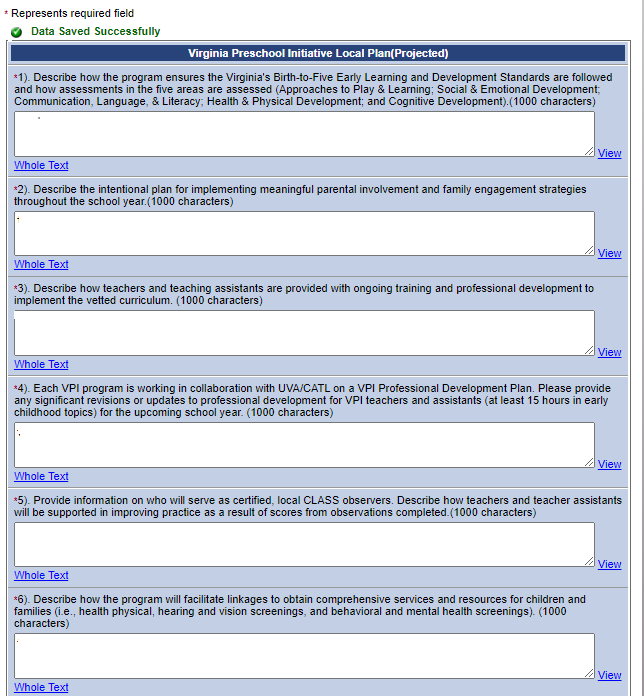 * Represents required field
Data Saved Successfully
Virginia Preschool Initiative Local Plan(Projected)
*1). Describe how the program ensures the Virginia's Birth-to-Five Early Learning and Development Standards are followed
and how assessments in the five areas are assessed (Approaches to Play & Learning; Social & Emotional Development;
Communication, Language, & Literacy; Health & Physical Development; and Cognitive Development).(1000 characters)
View
Whole Text
*2). Describe the intentional plan for implementing meaningful parental involvement and family engagement strategies
throughout the school year.(1000 characters)
View
Whole Text
*3). Describe how teachers and teaching assistants are provided with ongoing training and professional development to
implement the vetted curriculum. (1000 characters)
View
Whole Text
*4). Each VPI program is working in collaboration with UVA/CATL on a VPI Professional Development Plan. Please provide
any significant revisions or updates to professional development for VPI teachers and assistants (at least 15 hours in early
childhood topics) for the upcoming school year. (1000 characters)
View
Whole Text
*5). Provide information on who will serve as certified, local CLASS observers. Describe how teachers and teacher assistants
will be supported in improving practice as a result of scores from observations completed.(1000 characters)
View
Whole Text
*6). Describe how the program will facilitate linkages to obtain comprehensive services and resources for children and
families (i.e., health physical, hearing and vision screenings, and behavioral and mental health screenings). (1000
characters)
View
Whole Text